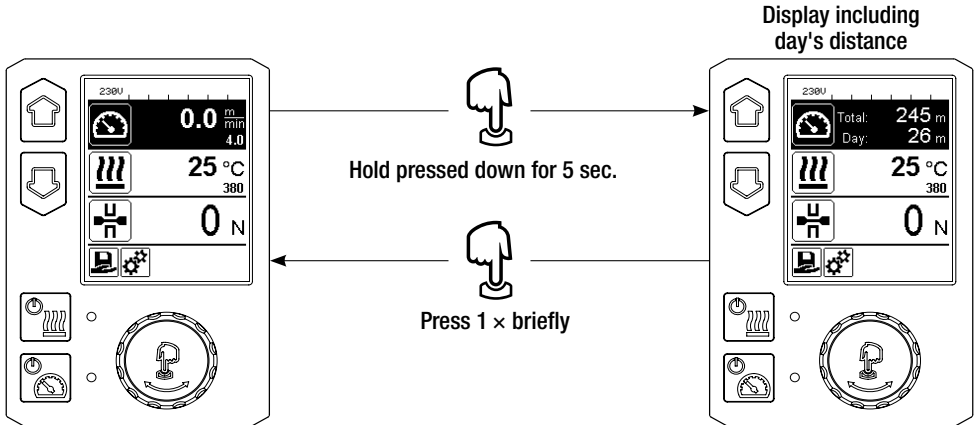 Display including
day's distance
230V
0.0 m/min
4.0
25 °C
380
0 N
Hold pressed down for 5 sec.
Press 1 × briefly
230V
Total: 245 m
Day: 26 m
25 °C
380
0 N